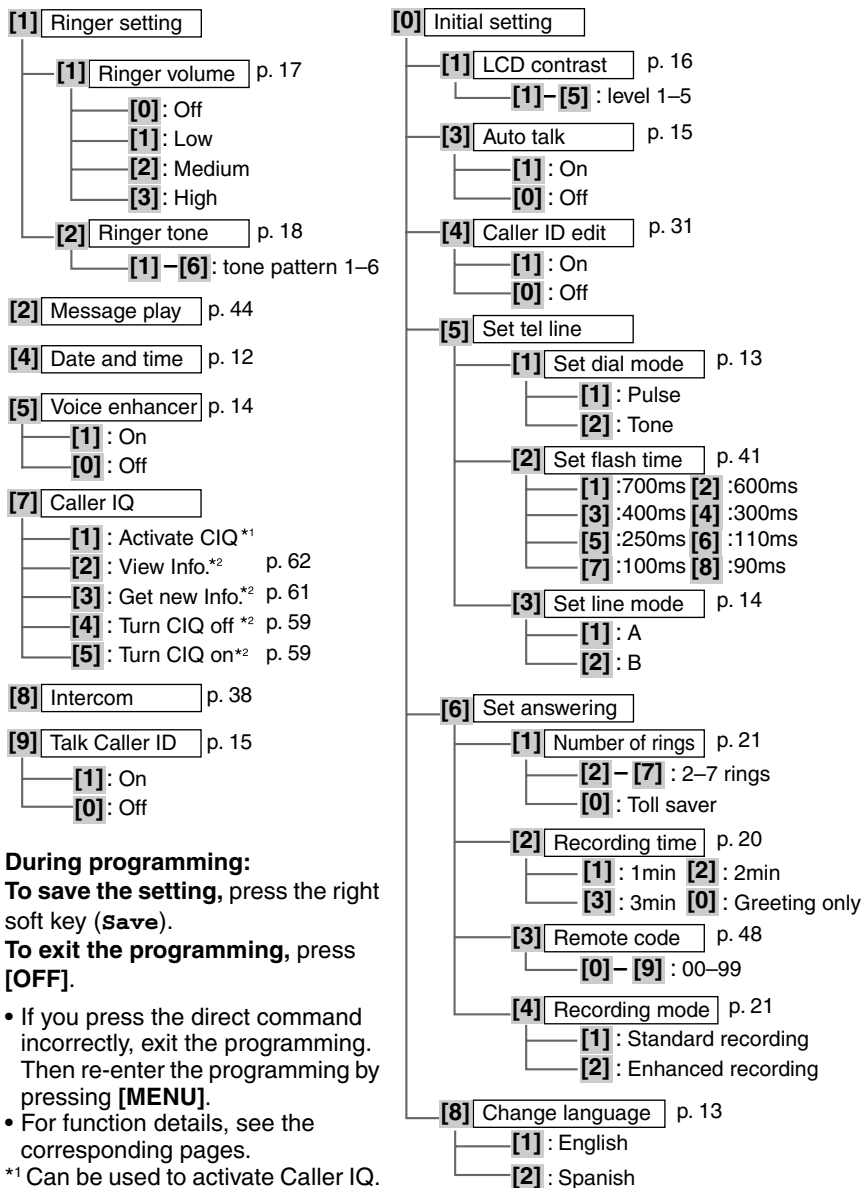 [1] Ringer setting
[1] Ringer volume p. 17
[0]: Off
[1]: Low
[2]: Medium
[3]: High
[2] Ringer tone p. 18
[1]–[6]: tone pattern 1–6
[2] Message play p. 44
[4] Date and time p. 12
[5] Voice enhancer p. 14
[1]: On
[0]: Off
[7] Caller IQ
[1]: Activate CIQ*1
[2]: View Info.*2 p. 62
[3]: Get new Info.*2 p. 61
[4]: Turn CIQ off *2 p. 59
[5]: Turn CIQ on*2 p. 59
[8] Intercom p. 38
[9] Talk Caller ID p. 15
[1]: On
[0]: Off
During programming:
To save the setting, press the right
soft key (Save).
To exit the programming, press
[OFF].
• If you press the direct command
incorrectly, exit the programming.
Then re-enter the programming by
pressing [MENU].
• For function details, see the
corresponding pages.
*1 Can be used to activate Caller IQ.
[0] Initial setting
[1] LCD contrast p. 16
[1]–[5] : level 1–5
[3] Auto talk p. 15
[1] : On
[0] : Off
[4] Caller ID edit p. 31
[1] : On
[0] : Off
[5] Set tel line
[1] Set dial mode p. 13
[1] : Pulse
[2] : Tone
[2] Set flash time p. 41
[1] :700ms [2] :600ms
[3] :400ms [4] :300ms
[5] :250ms [6] :110ms
[7] :100ms [8] :90ms
[3] Set line mode p. 14
[1] : A
[2] : B
[6] Set answering
[1] Number of rings p. 21
[2]–[7] : 2–7 rings
[0] : Toll saver
[2] Recording time p. 20
[1] : 1min [2] : 2min
[3] : 3min [0] : Greeting only
[3] Remote code p. 48
[0]–[9] : 00–99
[4] Recording mode p. 21
[1] : Standard recording
[2] : Enhanced recording
[8] Change language p. 13
[1] : English
[2] : Spanish